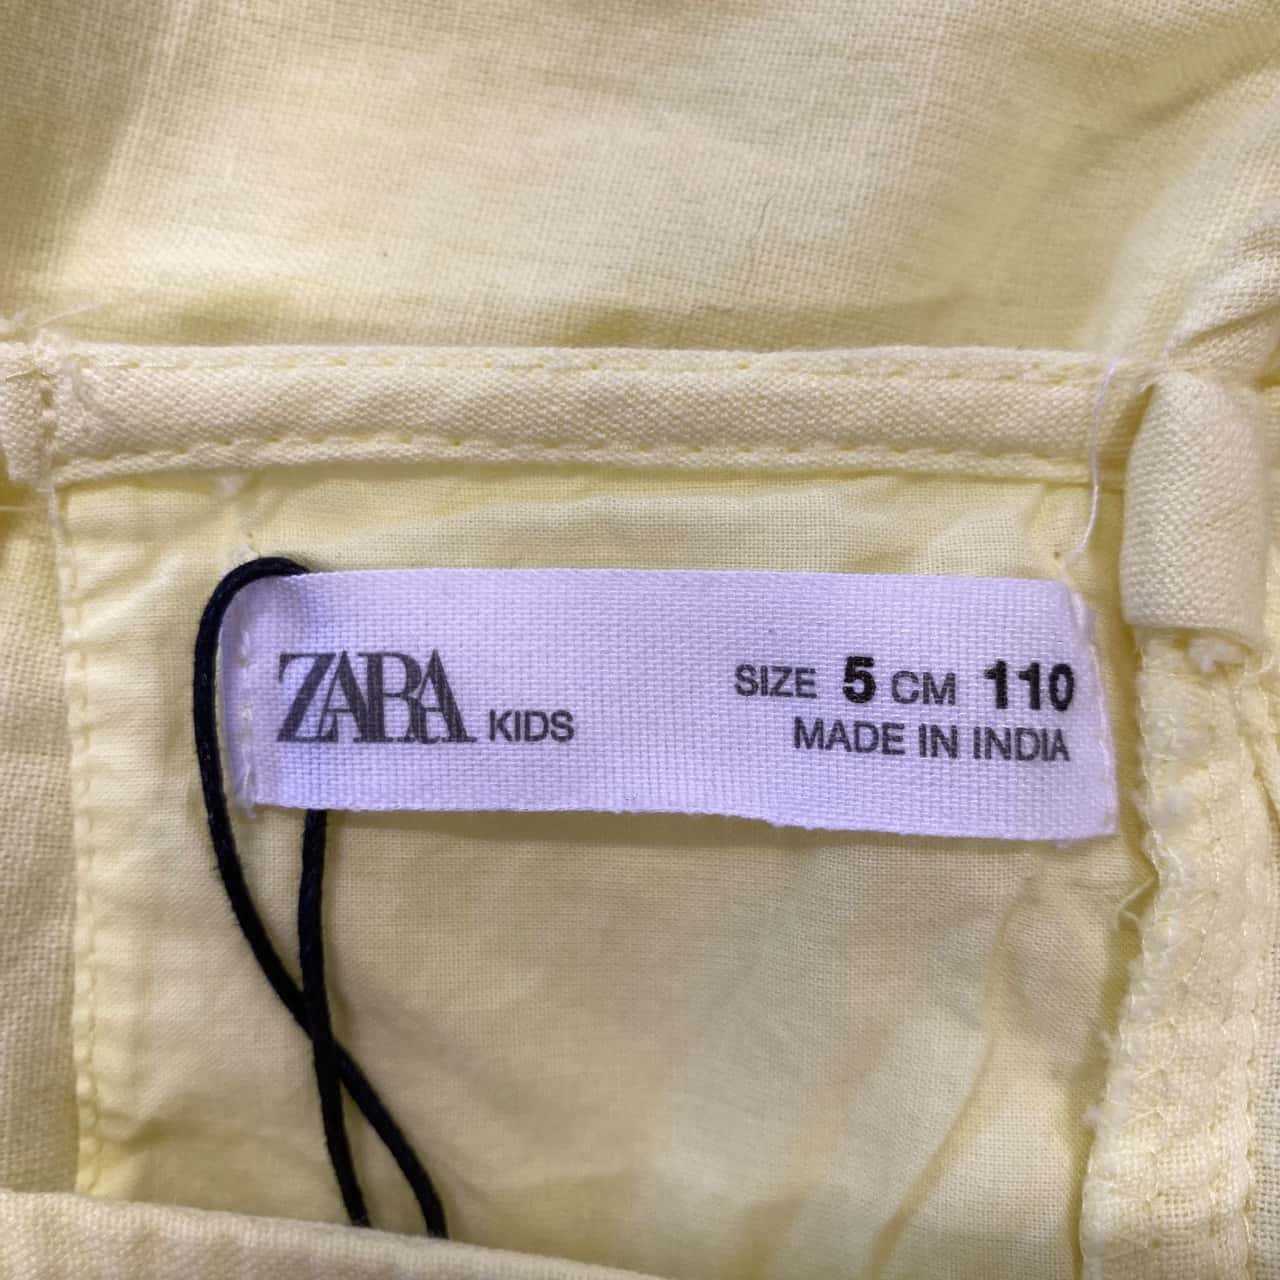 ZARA KIDS
SIZE 5 CM 110
MADE IN INDIA